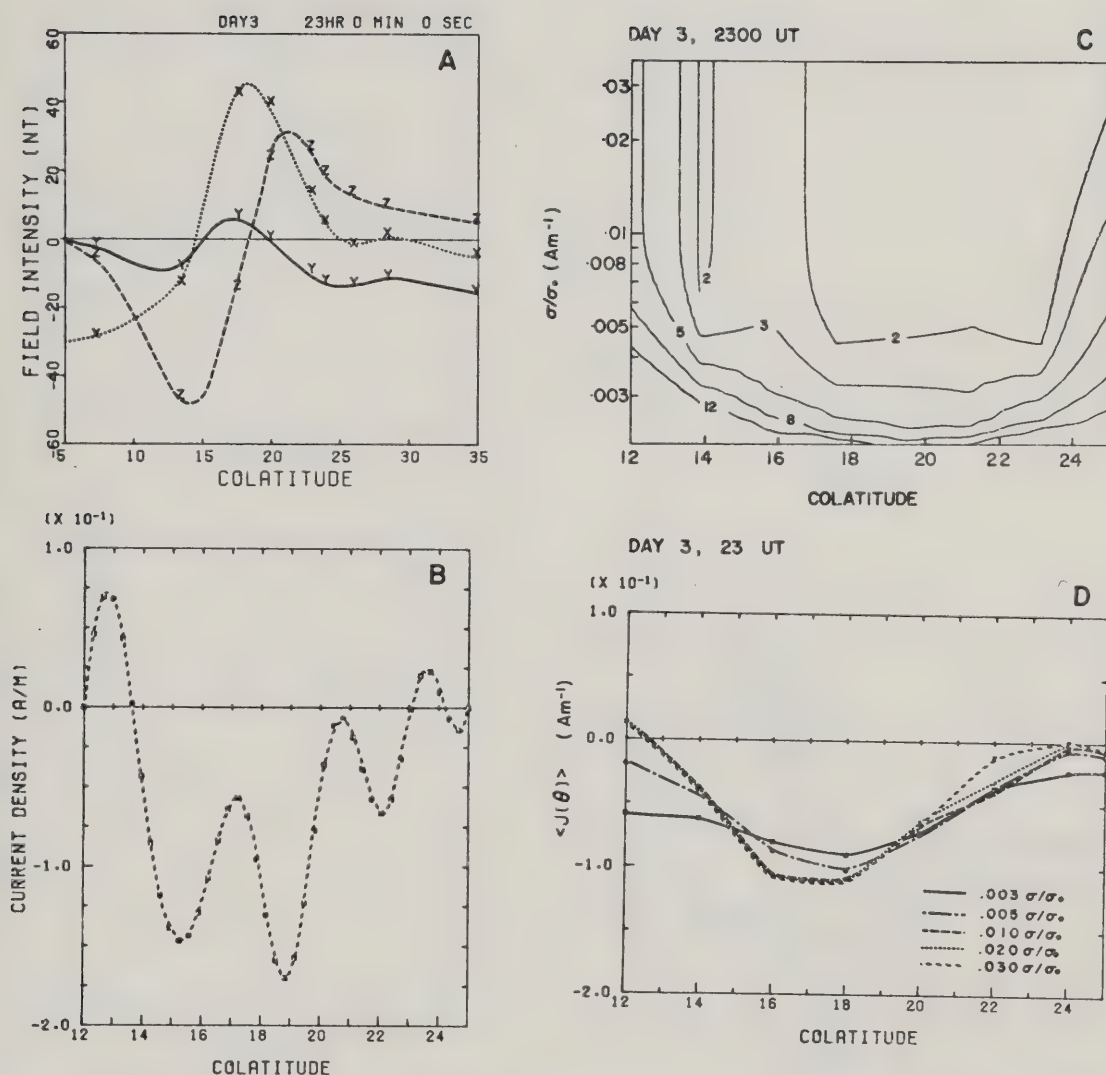 DAY3 23HR 0 MIN 0 SEC
A
FIELD INTENSITY (NT)
60
40
20
0
-20
-40
-60
X X X X X X X X X
Y Y Y Y Y Y Y Y Y
Z Z Z Z Z Z Z Z Z
5 10 15 20 25 30 35
COLATITUDE
DAY 3, 2300 UT
C
σ/σ₀ (Am⁻¹)
.03
.02
.01
.008
.005
.003
2
5
3
2
12
8
12 14 16 18 20 22 24
COLATITUDE
(X 10⁻¹)
B
CURRENT DENSITY (A/M)
1.0
0.0
-1.0
-2.0
12 14 16 18 20 22 24
COLATITUDE
DAY 3, 23 UT
(X 10⁻¹)
D
<J(θ)> (Am⁻¹)
1.0
0.0
-1.0
-2.0
.003 σ/σ₀
.005 σ/σ₀
.010 σ/σ₀
.020 σ/σ₀
.030 σ/σ₀
12 14 16 18 20 22 24
COLATITUDE